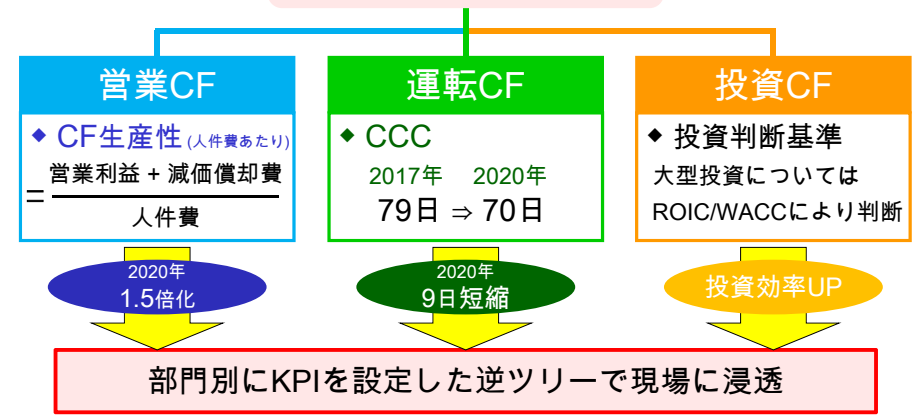 営業CF
◆ CF生産性 (人件費あたり)
= 営業利益 + 減価償却費
人件費
2020年
1.5倍化
運転CF
◆ CCC
2017年 2020年
79日 ⇒ 70日
2020年
9日短縮
投資CF
◆ 投資判断基準
大型投資については
ROIC/WACCにより判断
投資効率UP
部門別にKPIを設定した逆ツリーで現場に浸透